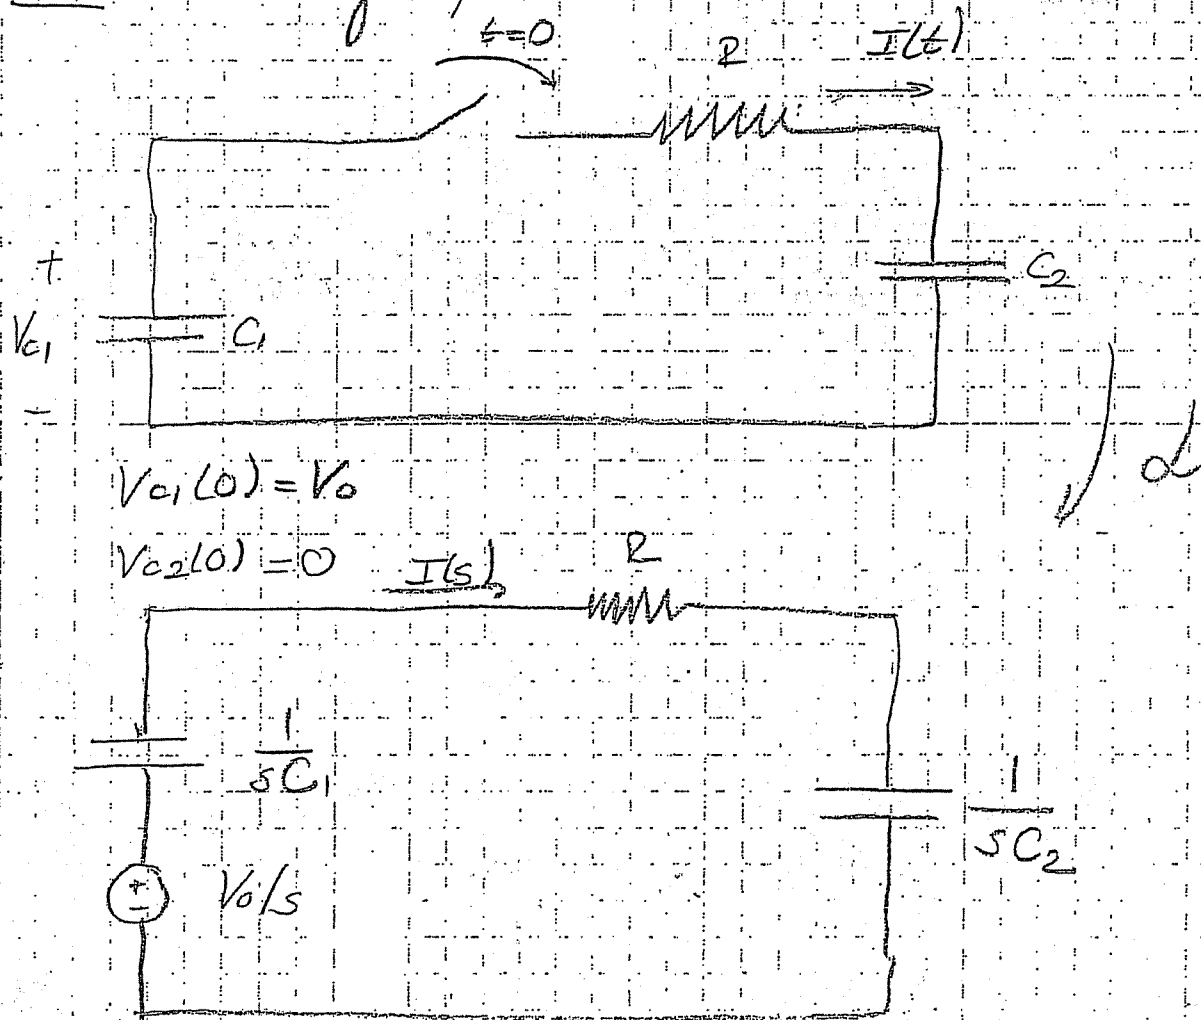 t=0
R
I(t)
+
Vc1
-
C1
C2
Vc1(0) = V0
Vc2(0) = 0
I(s)
R
1
sC1
1
sC2
+
-
V0/s